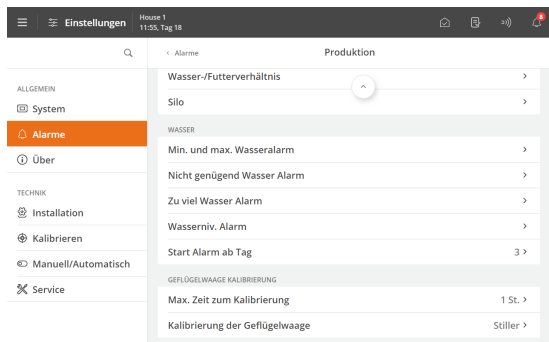 Einstellungen
House 1
11:55, Tag 18
8
Alarme
Produktion
ALLGEMEIN
System
Alarme
Über
TECHNIK
Installation
Kalibrieren
Manuell/Automatisch
Service
Wasser-/Futterverhältnis
Silo
WASSER
Min. und max. Wasseralarm
Nicht genügend Wasser Alarm
Zu viel Wasser Alarm
Wasserniv. Alarm
Start Alarm ab Tag 3
GEFLÜGELWAAGE KALIBRIERUNG
Max. Zeit zum Kalibrierung 1 St.
Kalibrierung der Geflügelwaage Stiller